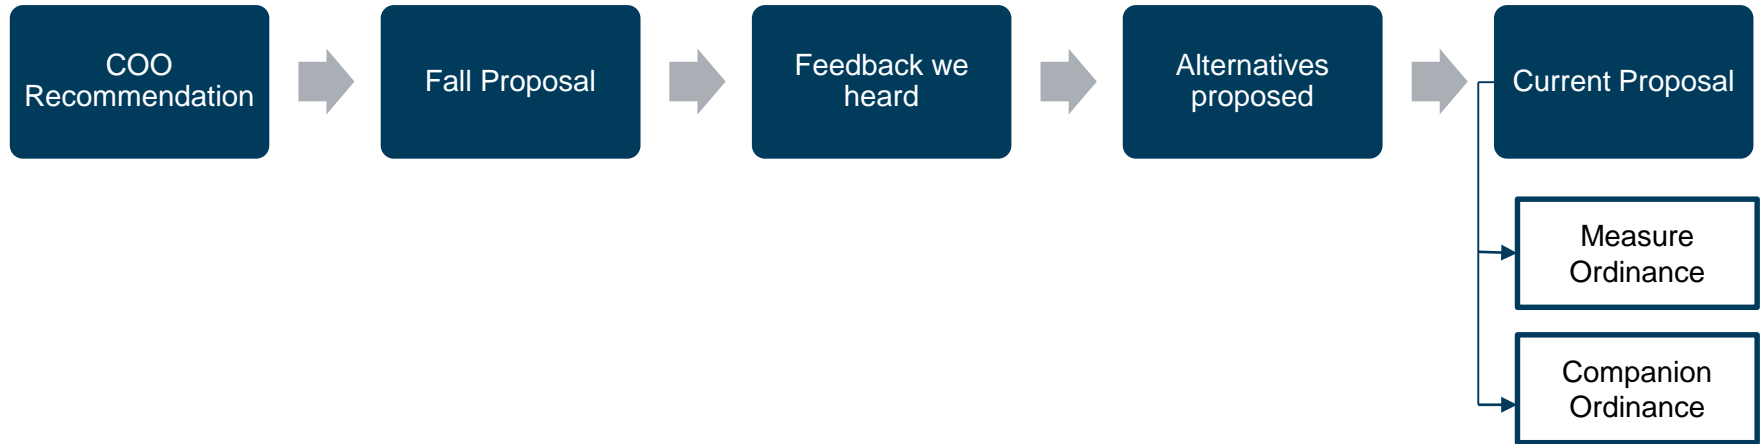 COO
Recommendation
Fall Proposal
Feedback we
heard
Alternatives
proposed
Current Proposal
Measure
Ordinance
Companion
Ordinance